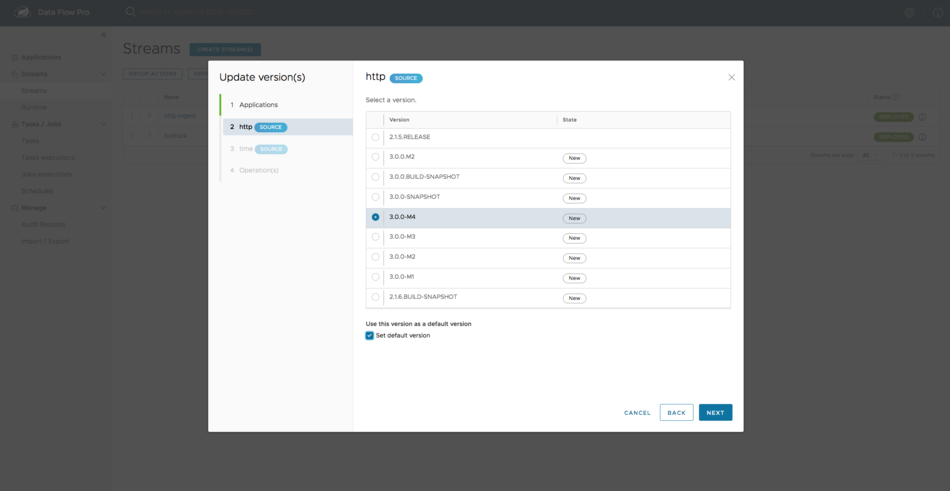 Data Flow Pro
Streams
CREATE STREAM(S)
GROUP ACTIONS
Applications
Streams
Streams
Runtime
Tasks / Jobs
Tasks
Tasks executions
Jobs executions
Schedules
Manage
Audit Records
Import / Export
Name
Status
http-ingest
Update version(s)
1 Applications
2 http SOURCE
3 time SOURCE
4 Operation(s)
http SOURCE
Select a version.
Version State
2.1.5.RELEASE
3.0.0.M2 New
3.0.0.BUILD-SNAPSHOT New
3.0.0-SNAPSHOT New
3.0.0-M4 New
3.0.0-M3 New
3.0.0-M2 New
3.0.0-M1 New
2.1.6.BUILD-SNAPSHOT New
Use this version as a default version
Set default version
CANCEL BACK NEXT